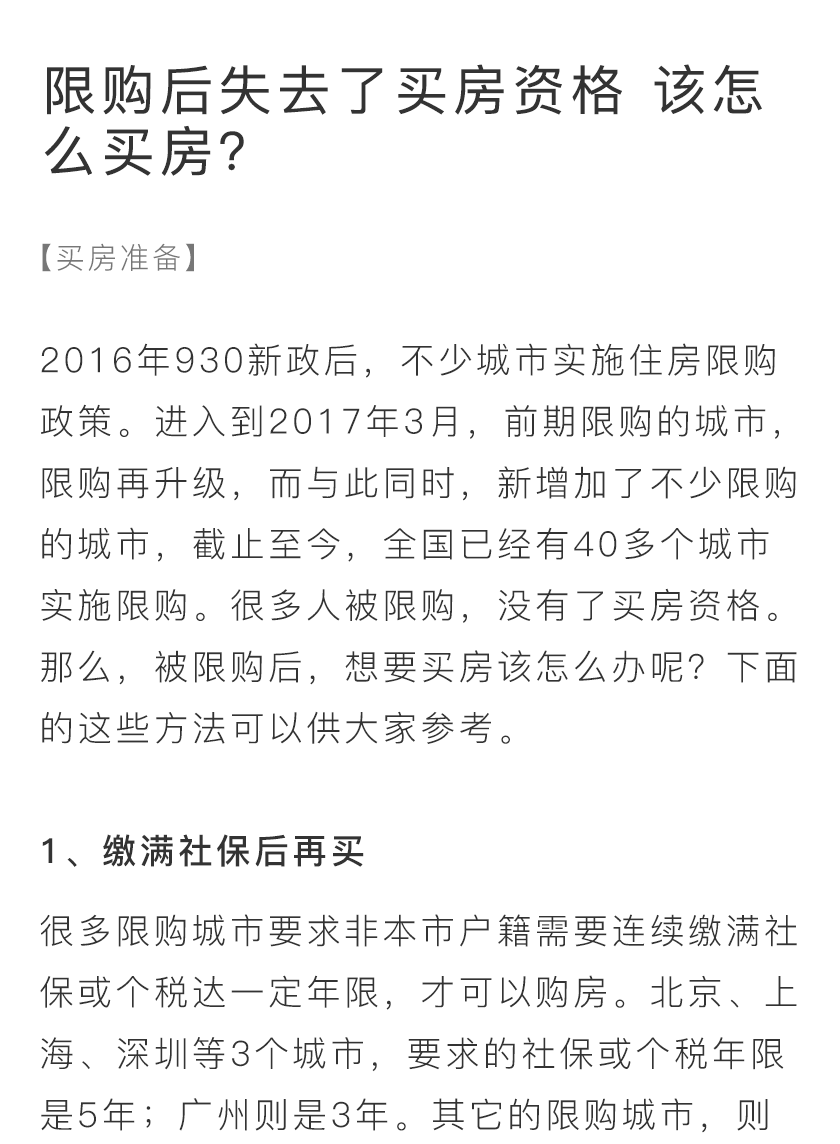 限购后失去了买房资格 该怎
么买房？
【买房准备】
2016年930新政后，不少城市实施住房限购
政策。进入到2017年3月，前期限购的城市，
限购再升级，而与此同时，新增加了不少限购
的城市，截止至今，全国已经有40多个城市
实施限购。很多人被限购，没有了买房资格。
那么，被限购后，想要买房该怎么办呢？下面
的这些方法可以供大家参考。
1、缴满社保后再买
很多限购城市要求非本市户籍需要连续缴满社
保或个税达一定年限，才可以购房。北京、上
海、深圳等3个城市，要求的社保或个税年限
是5年；广州则是3年。其它的限购城市，则